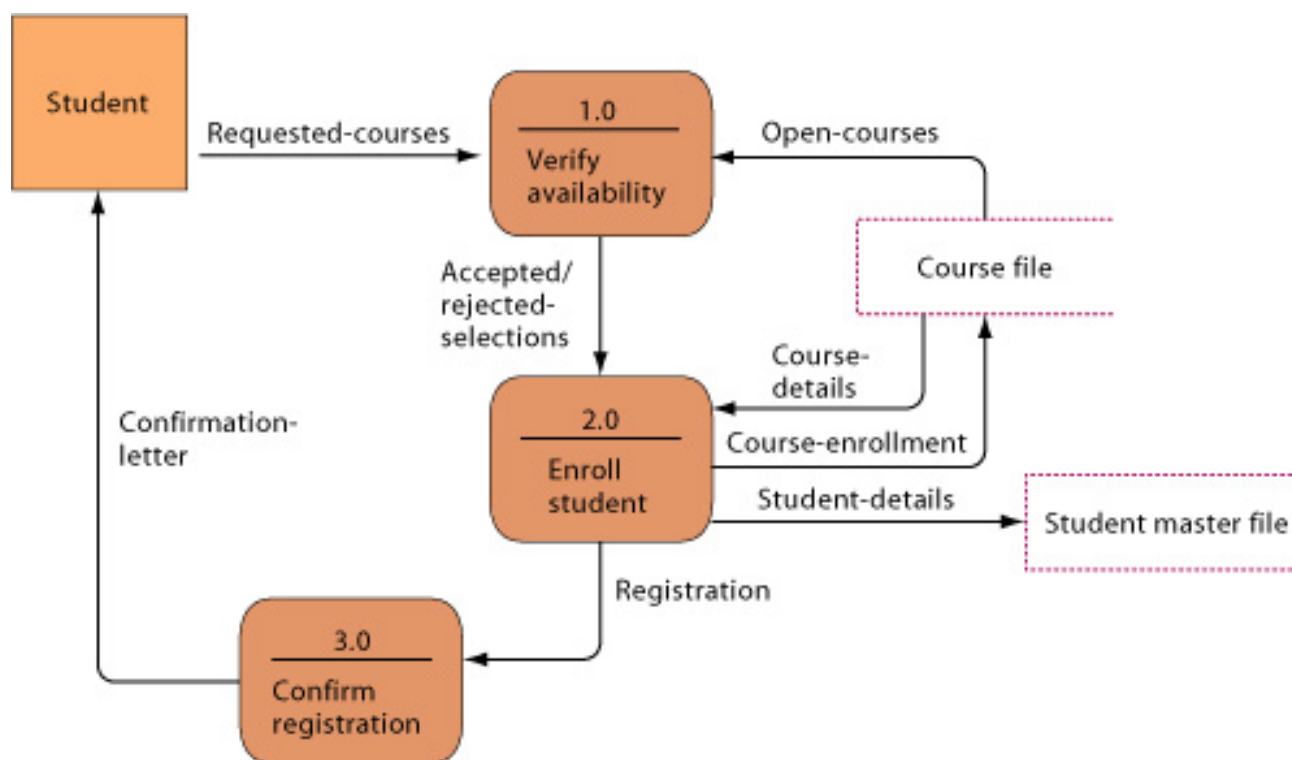 Student
Requested-courses
1.0
Verify
availability
Open-courses
Course file
Accepted/
rejected-
selections
Course-
details
2.0
Enroll
student
Course-enrollment
Student-details
Student master file
Confirmation-
letter
Registration
3.0
Confirm
registration